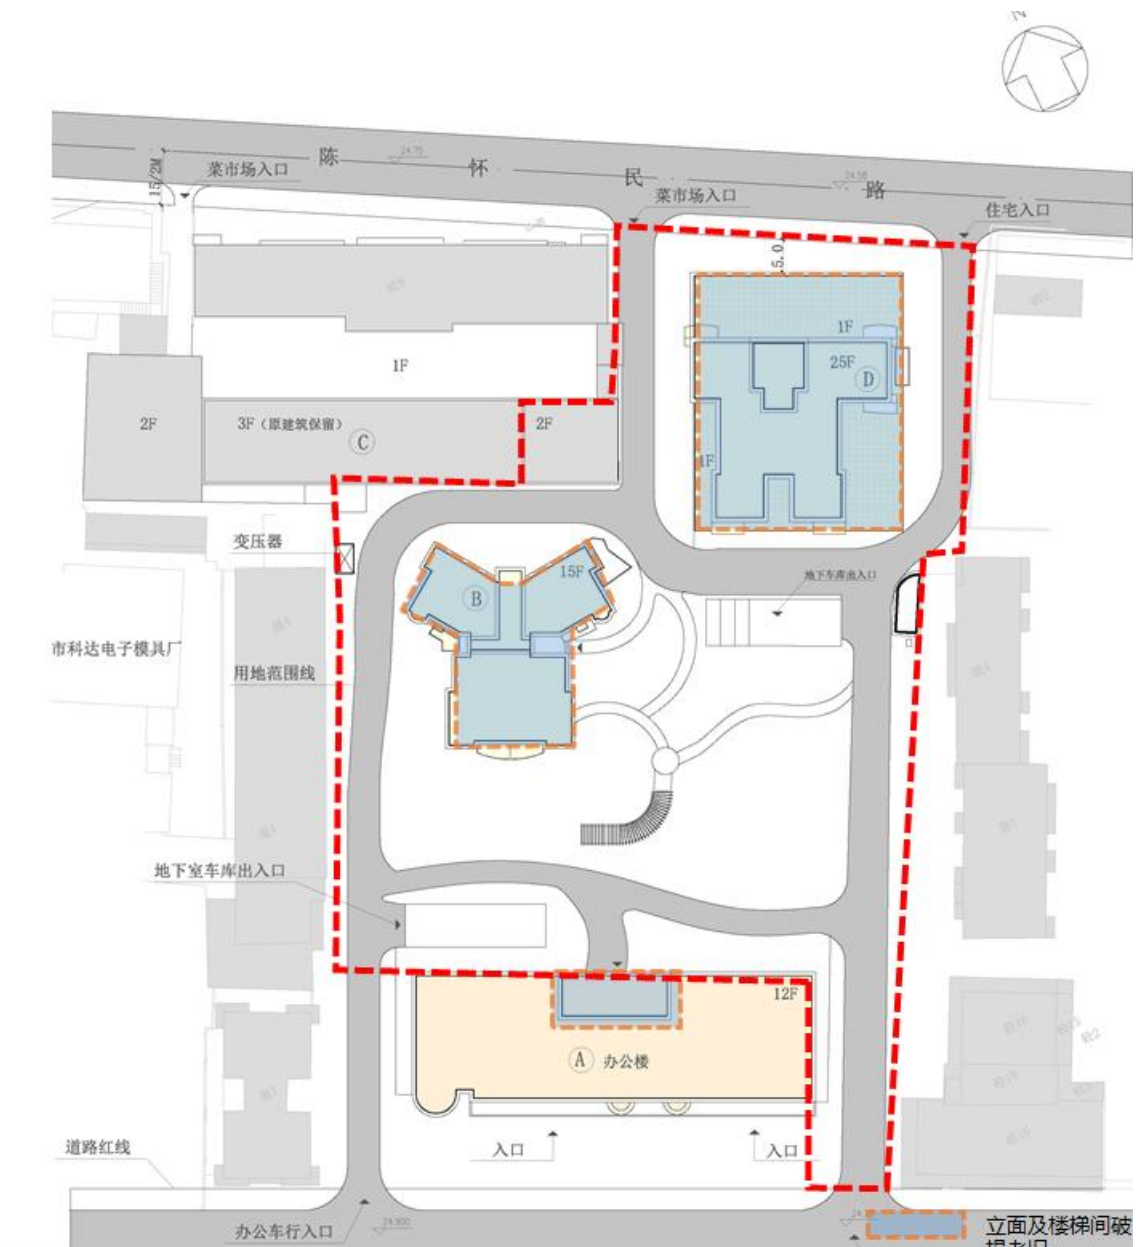 N
陈 怀 民 路
24.75
15/2M
菜市场入口
菜市场入口
住宅入口
5.0
1F
25F
D
1F
1F
2F
3F（原建筑保留）
C
2F
变压器
15F
B
地下车库出入口
市科达电子模具厂
用地范围线
地下室车库出入口
12F
A 办公楼
入口
入口
道路红线
办公车行入口
24.900
立面及楼梯间破